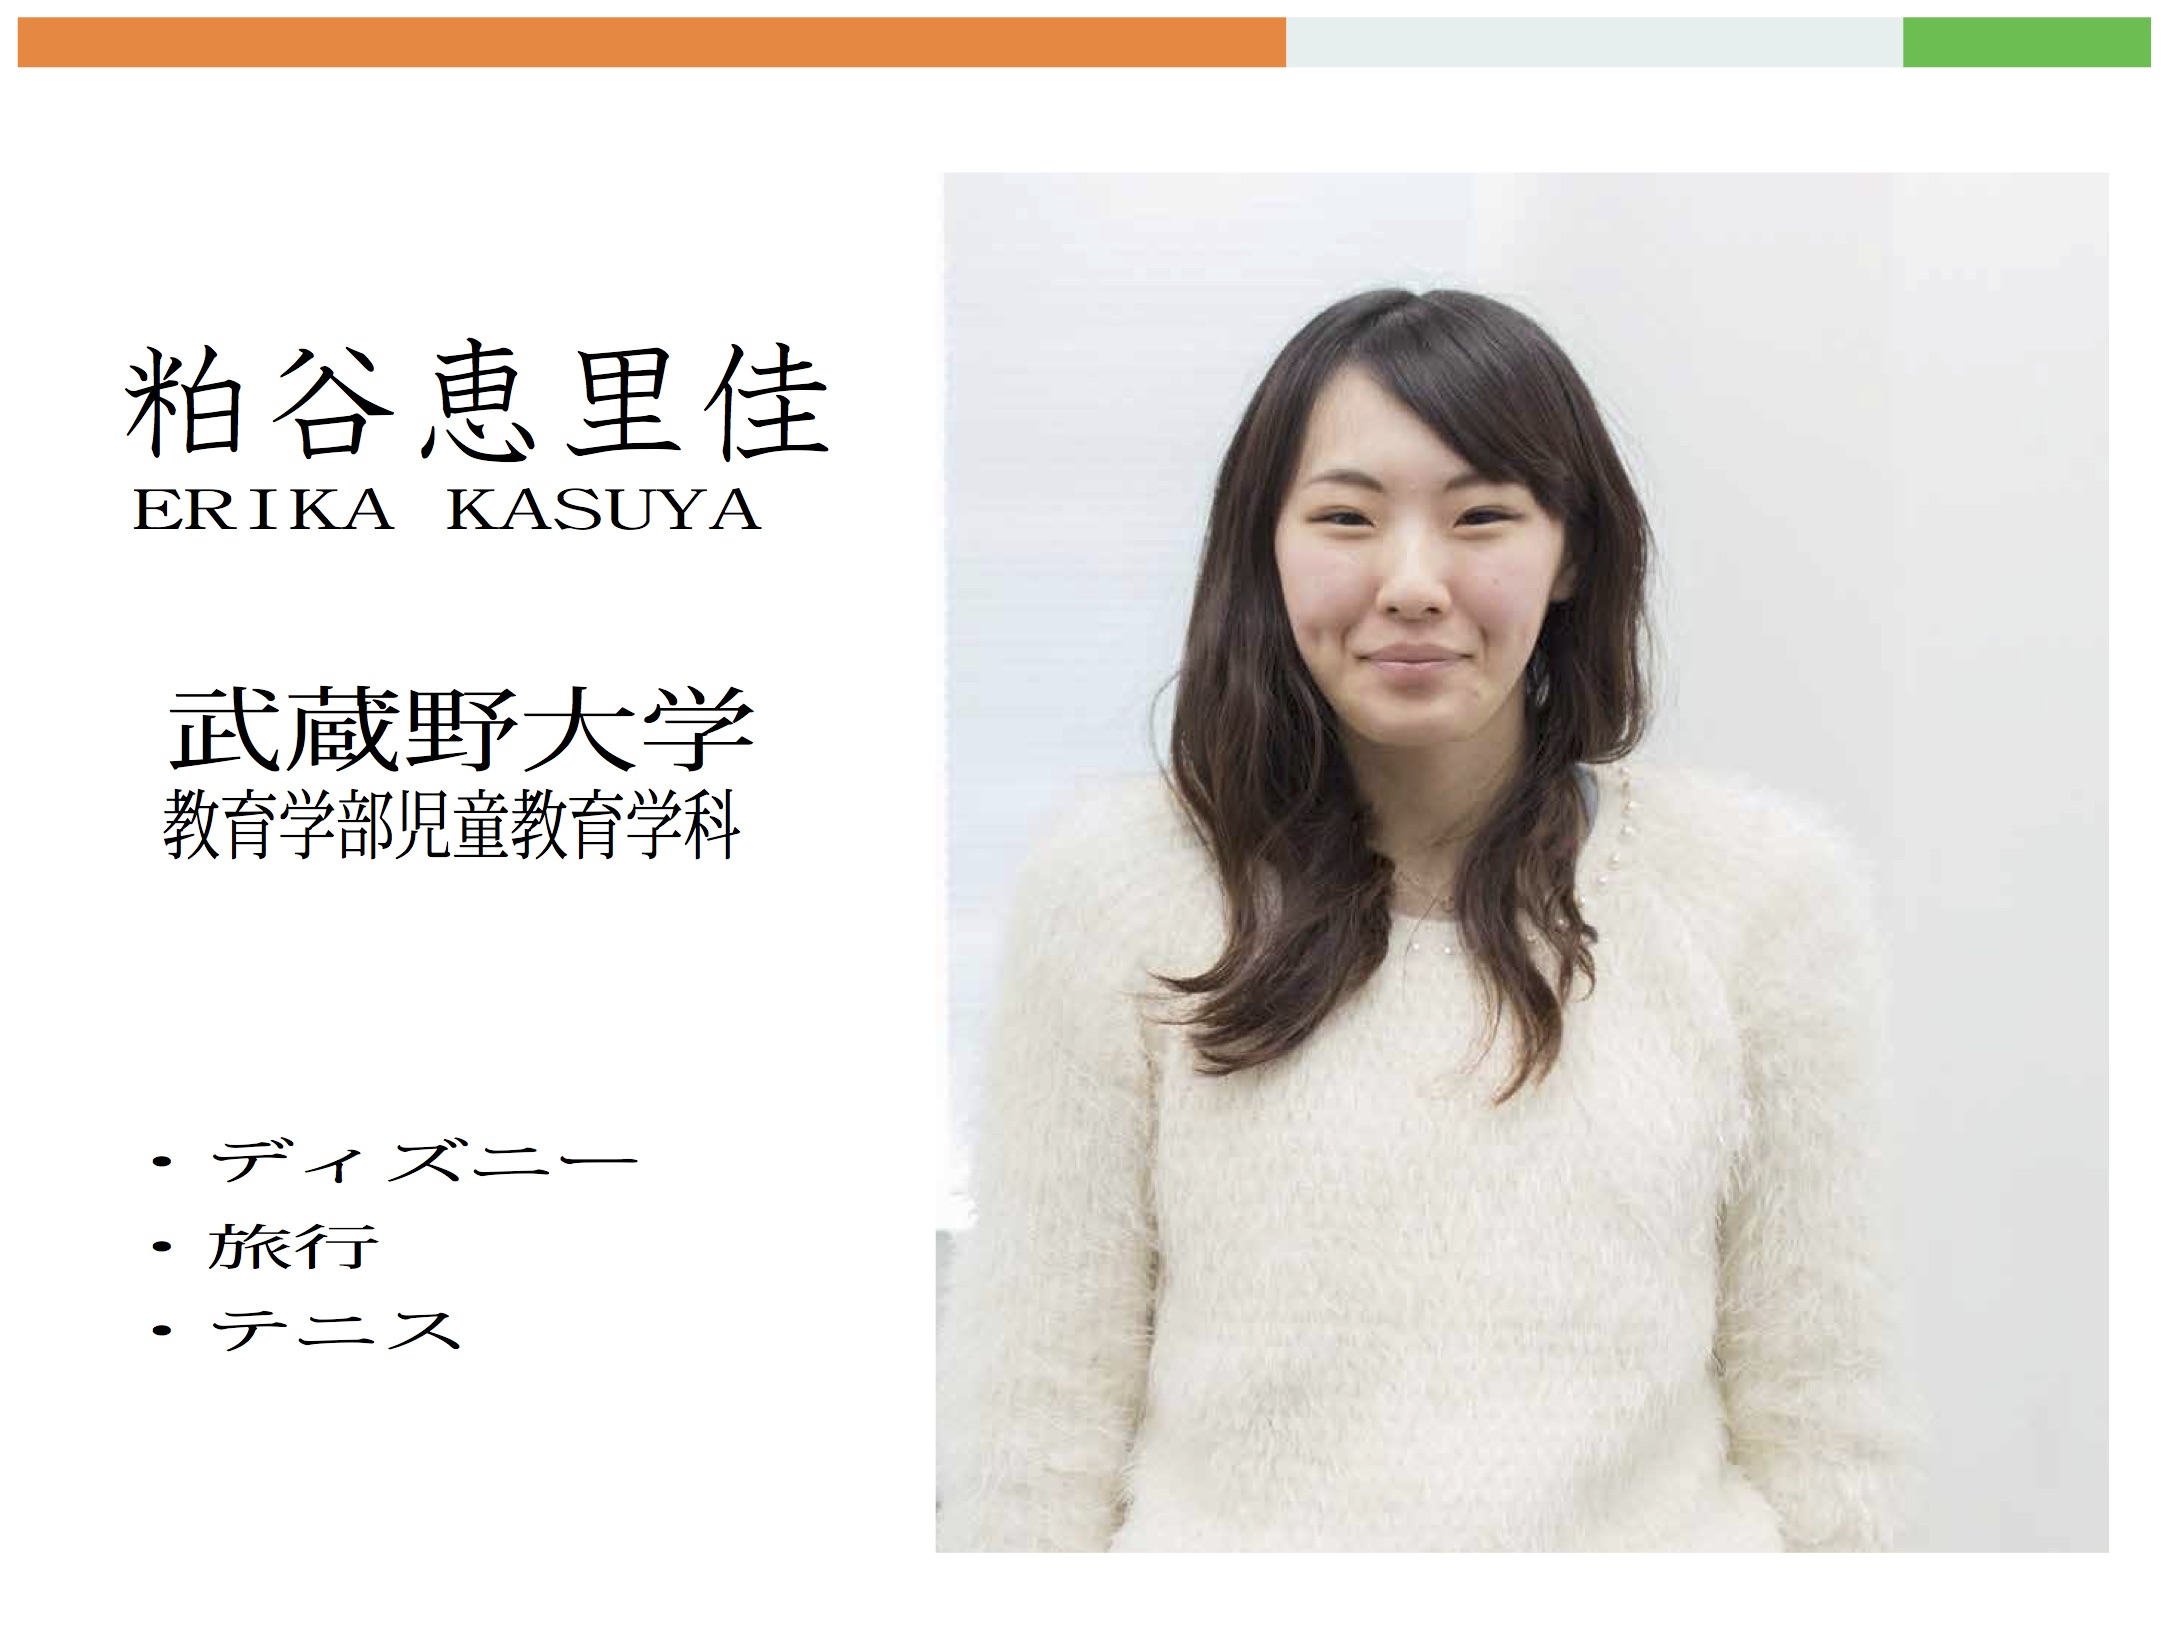 粕谷恵里佳
ERIKA KASUYA
武蔵野大学
教育学部児童教育学科
・ディズニー
・旅行
・テニス